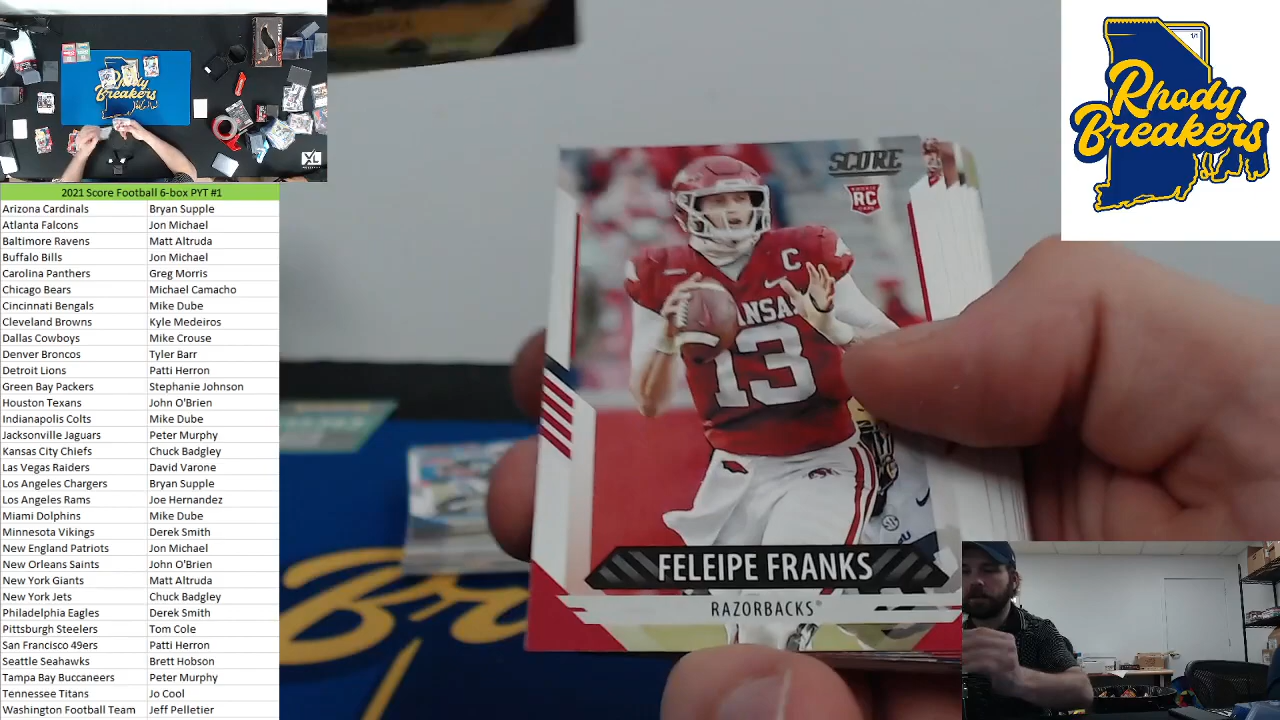 2021 Score Football 6-box PYT #1
Arizona Cardinals Bryan Supple
Atlanta Falcons Jon Michael
Baltimore Ravens Matt Altruda
Buffalo Bills Jon Michael
Carolina Panthers Greg Morris
Chicago Bears Michael Camacho
Cincinnati Bengals Mike Dube
Cleveland Browns Kyle Medeiros
Dallas Cowboys Mike Crouse
Denver Broncos Tyler Barr
Detroit Lions Patti Herron
Green Bay Packers Stephanie Johnson
Houston Texans John O'Brien
Indianapolis Colts Mike Dube
Jacksonville Jaguars Peter Murphy
Kansas City Chiefs Chuck Badgley
Las Vegas Raiders David Varone
Los Angeles Chargers Bryan Supple
Los Angeles Rams Joe Hernandez
Miami Dolphins Mike Dube
Minnesota Vikings Derek Smith
New England Patriots Jon Michael
New Orleans Saints John O'Brien
New York Giants Matt Altruda
New York Jets Chuck Badgley
Philadelphia Eagles Derek Smith
Pittsburgh Steelers Tom Cole
San Francisco 49ers Patti Herron
Seattle Seahawks Brett Hobson
Tampa Bay Buccaneers Peter Murphy
Tennessee Titans Jo Cool
Washington Football Team Jeff Pelletier
Rhody
Breakers
XL
SCORE
ROOKIE
RC
C
13
SEC
FELEIPE FRANKS
RAZORBACKS®
1/1
Rhody
Breakers